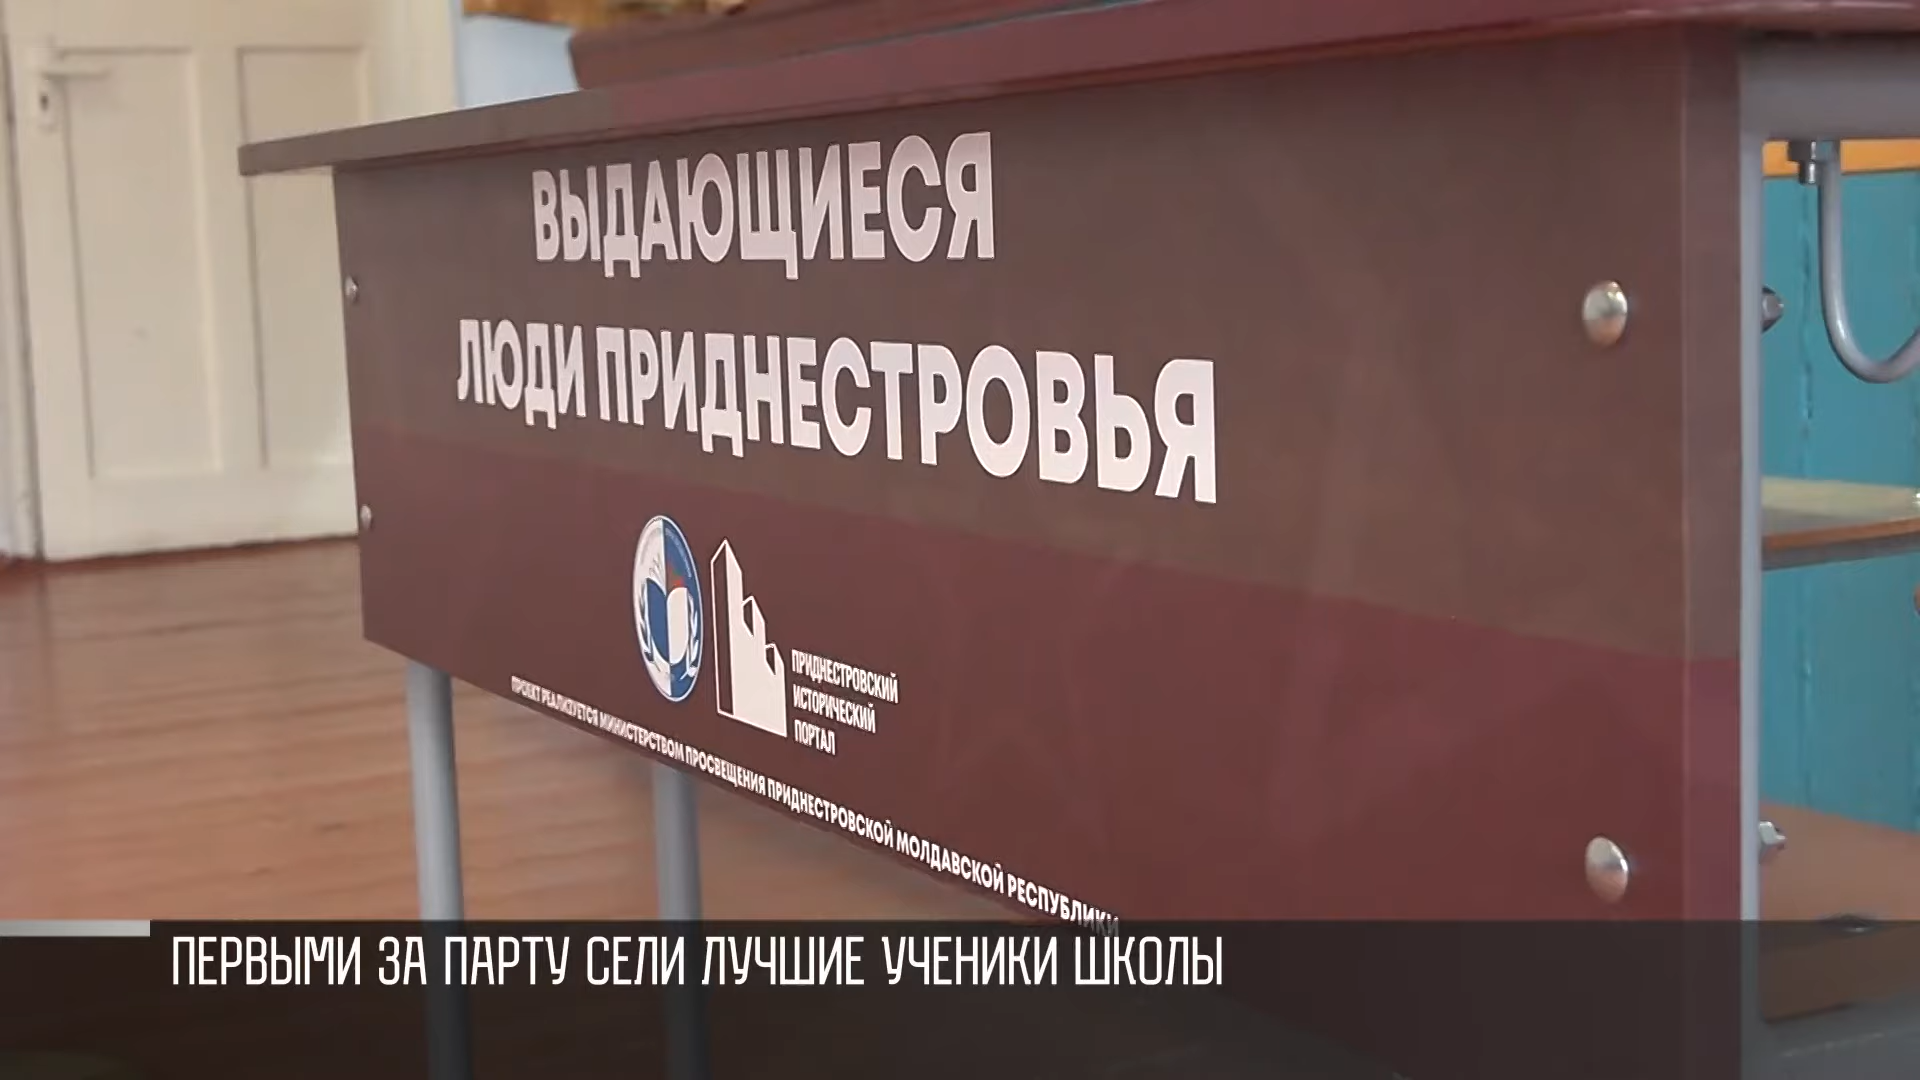 ВЫДАЮЩИЕСЯ
ЛЮДИ ПРИДНЕСТРОВЬЯ
ПРИДНЕСТРОВСКИЙ
ИСТОРИЧЕСКИЙ
ПОРТАЛ
ПРОЕКТ РЕАЛИЗУЕТСЯ МИНИСТЕРСТВОМ ПРОСВЕЩЕНИЯ ПРИДНЕСТРОВСКОЙ МОЛДАВСКОЙ РЕСПУБЛИКИ
ПЕРВЫМИ ЗА ПАРТУ СЕЛИ ЛУЧШИЕ УЧЕНИКИ ШКОЛЫ